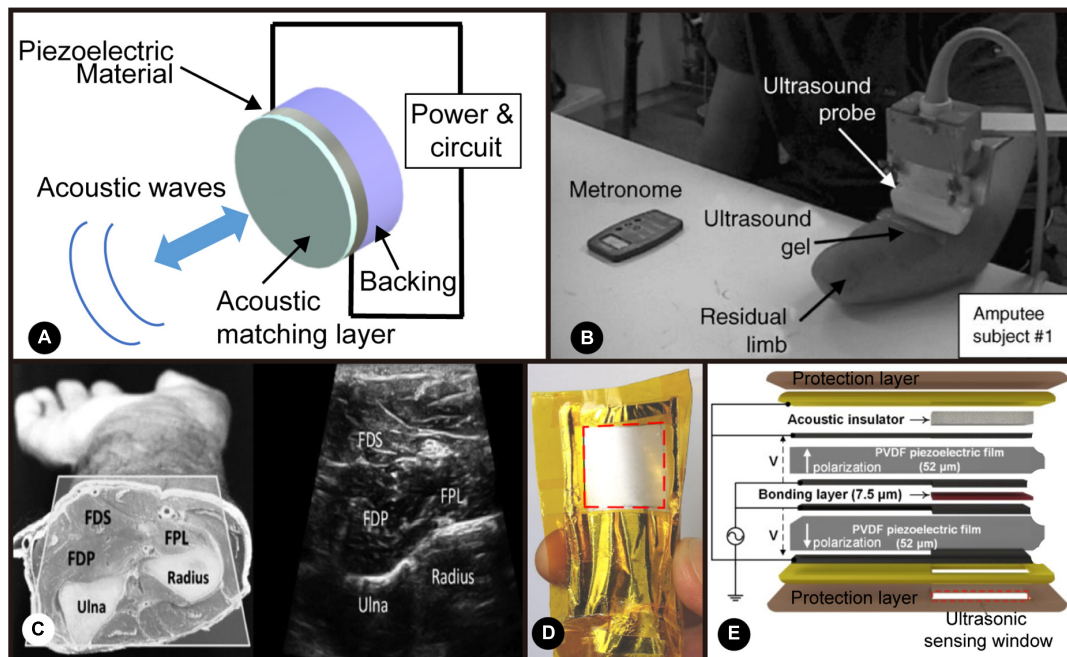 Piezoelectric
Material
Power &
circuit
Acoustic waves
Backing
Acoustic
matching layer
A
Ultrasound
probe
Metronome
Ultrasound
gel
Residual
limb
Amputee
subject #1
B
FDS
FDP
FPL
Radius
Ulna
C
FDS
FPL
FDP
Radius
Ulna
D
Protection layer
Acoustic insulator
V
PVDF piezoelectric film
polarization
(52 μm)
Bonding layer (7.5 μm)
V
PVDF piezoelectric film
polarization
(52 μm)
Protection layer
E
Ultrasonic
sensing window